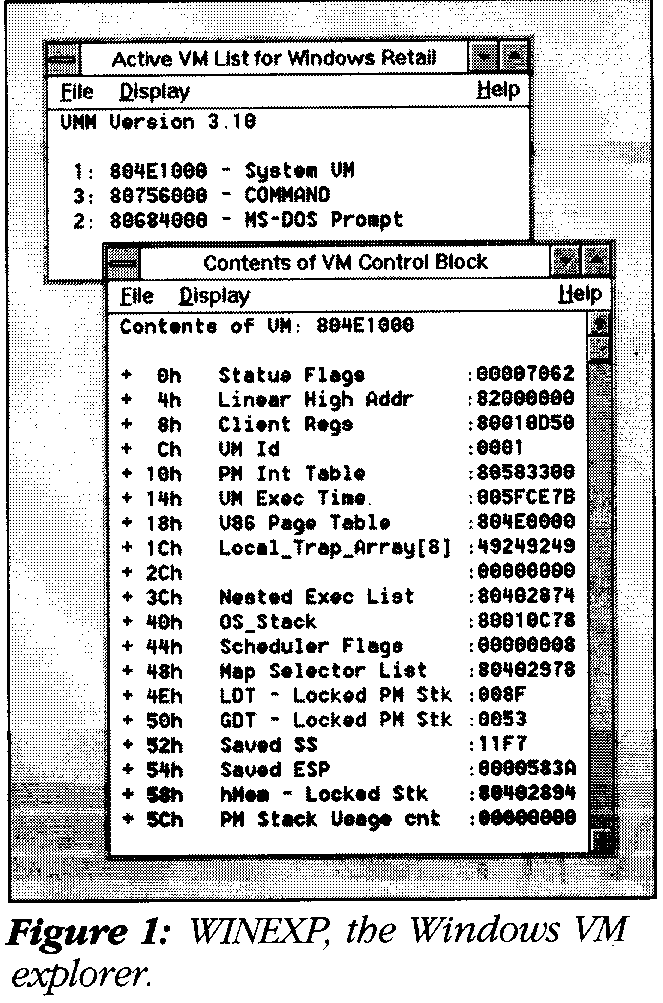 Active VM List for Windows Retail
File Display Help
VMM Version 3.10
1: 804E1000 - System VM
3: 80756000 - COMMAND
2: 80684000 - MS-DOS Prompt
Contents of VM Control Block
File Display Help
Contents of VM: 804E1000
+ 0h Status Flags :00007062
+ 4h Linear High Addr :82000000
+ 8h Client Regs :80010D50
+ Ch VM Id :0001
+ 10h PM Int Table :80583300
+ 14h VM Exec Time :005FCE7B
+ 18h V86 Page Table :804E0000
+ 1Ch Local_Trap_Array[8] :49249249
+ 2Ch :00000000
+ 3Ch Nested Exec List :80402874
+ 40h OS_Stack :80010C78
+ 44h Scheduler Flags :00000008
+ 48h Map Selector List :80402978
+ 4Eh LDT - Locked PM Stk :008F
+ 50h GDT - Locked PM Stk :0053
+ 52h Saved SS :11F7
+ 54h Saved ESP :0000583A
+ 58h hMem - Locked Stk :80402894
+ 5Ch PM Stack Usage cnt :00000000
Figure 1: WINEXP, the Windows VM
explorer.